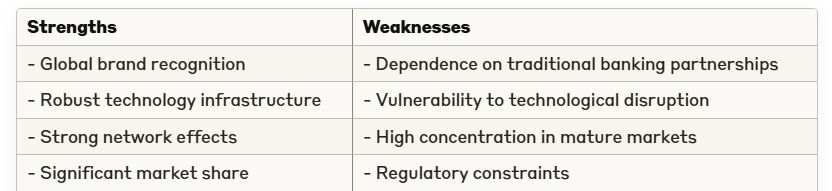 Strengths Weaknesses
- Global brand recognition - Dependence on traditional banking partnerships
- Robust technology infrastructure - Vulnerability to technological disruption
- Strong network effects - High concentration in mature markets
- Significant market share - Regulatory constraints